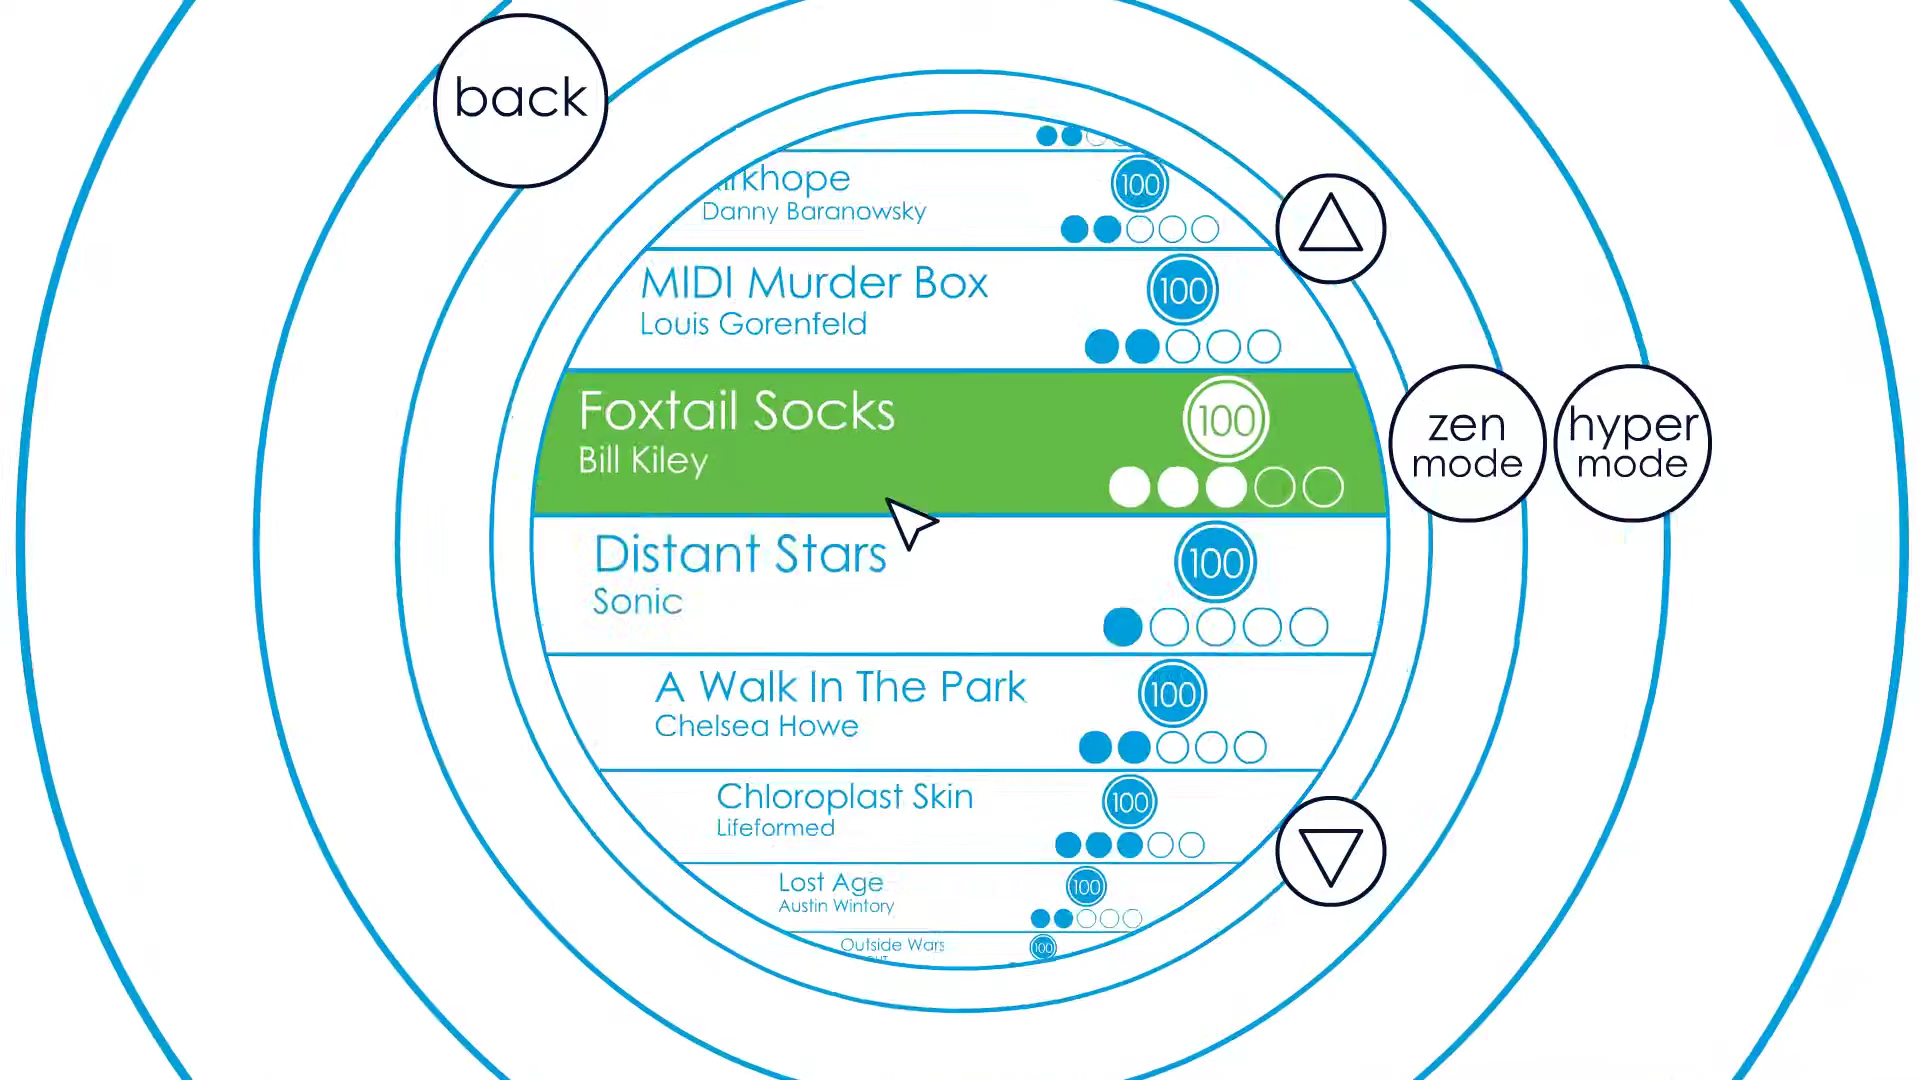 back
Danny Baranowsky
100
MIDI Murder Box
Louis Gorenfeld
100
Foxtail Socks
Bill Kiley
100
zen
mode
hyper
mode
Distant Stars
Sonic
100
A Walk In The Park
Chelsea Howe
100
Chloroplast Skin
Lifeformed
100
Lost Age
Austin Wintory
100
Outside Wars
100